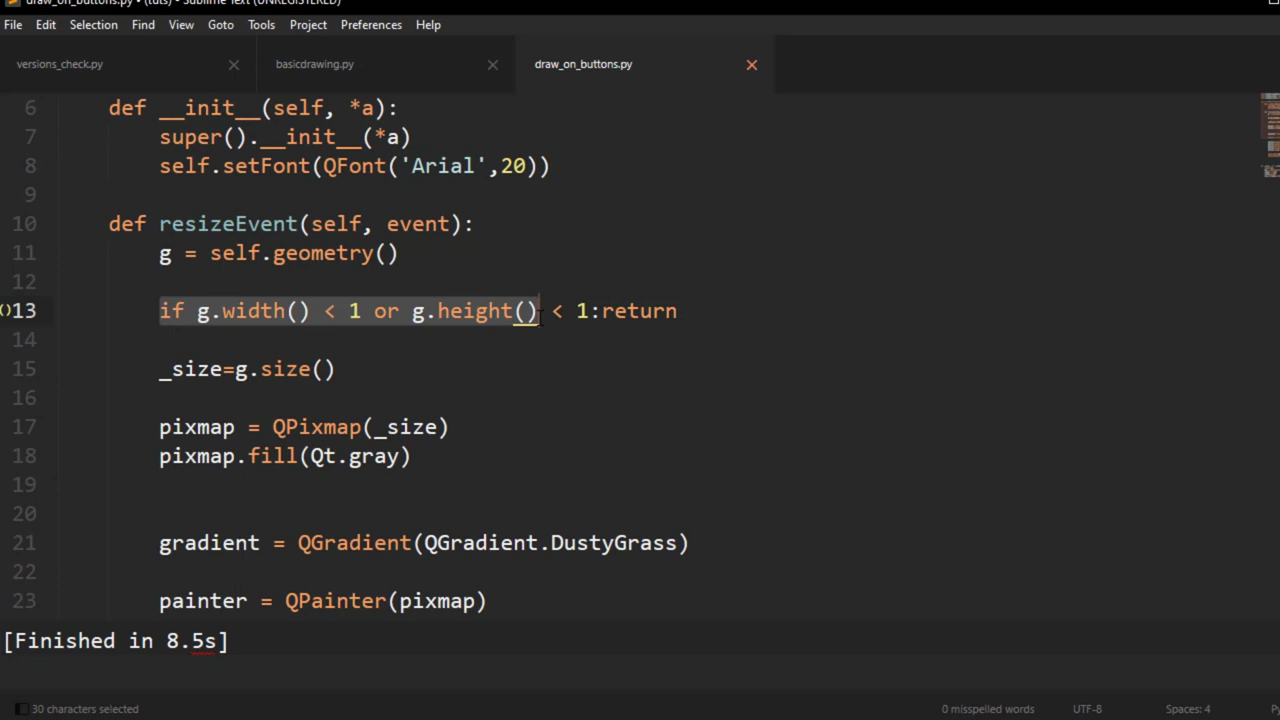 draw_on_buttons.py • (tuts) - Sublime Text (UNREGISTERED)
File Edit Selection Find View Goto Tools Project Preferences Help
versions_check.py basicdrawing.py draw_on_buttons.py
6 def __init__(self, *a):
7 super().__init__(*a)
8 self.setFont(QFont('Arial',20))
9
10 def resizeEvent(self, event):
11 g = self.geometry()
12
13 if g.width() < 1 or g.height() < 1:return
14
15 _size=g.size()
16
17 pixmap = QPixmap(_size)
18 pixmap.fill(Qt.gray)
19
20
21 gradient = QGradient(QGradient.DustyGrass)
22
23 painter = QPainter(pixmap)
[Finished in 8.5s]
30 characters selected 0 misspelled words UTF-8 Spaces: 4